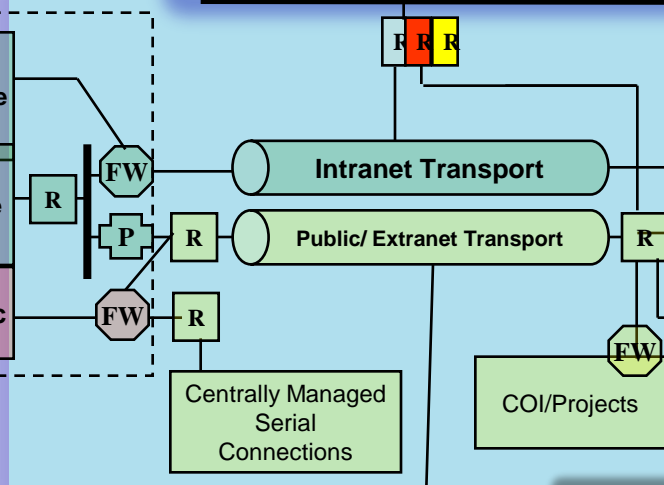 R R R
e
FW
Intranet Transport
R
e
P
R
Public/ Extranet Transport
R
c
FW
R
FW
Centrally Managed
Serial
Connections
COI/Projects